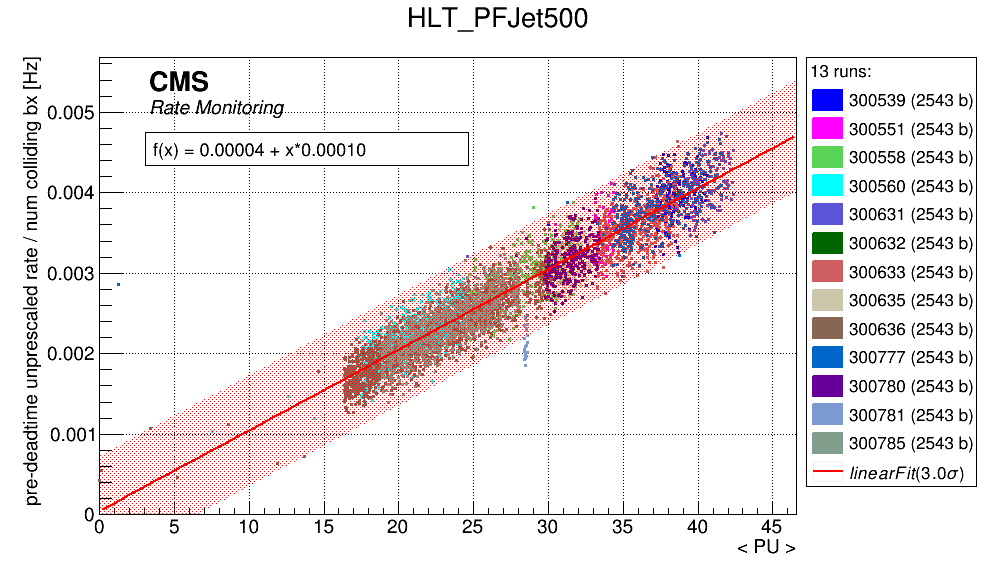 HLT_PFJet500
pre-deadtime unprescaled rate / num colliding bx [Hz]
CMS
Rate Monitoring
f(x) = 0.00004 + x*0.00010
0.005
0.004
0.003
0.002
0.001
0
0 5 10 15 20 25 30 35 40 45
< PU >
13 runs:
300539 (2543 b)
300551 (2543 b)
300558 (2543 b)
300560 (2543 b)
300631 (2543 b)
300632 (2543 b)
300633 (2543 b)
300635 (2543 b)
300636 (2543 b)
300777 (2543 b)
300780 (2543 b)
300781 (2543 b)
300785 (2543 b)
linearFit(3.0σ)